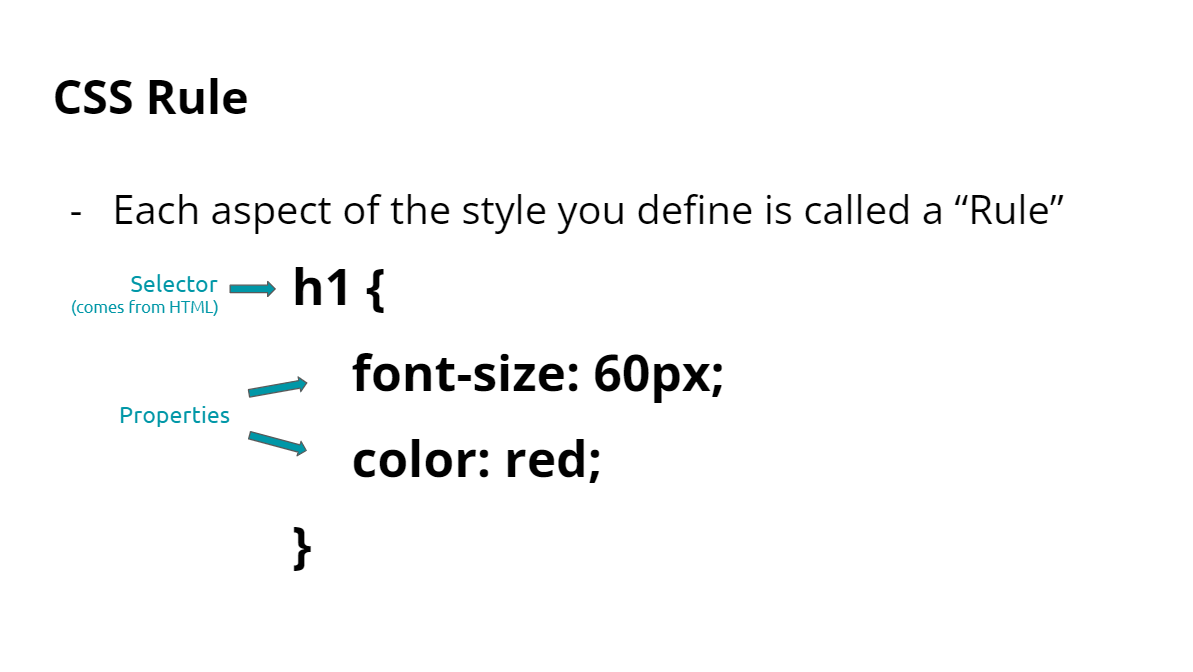 CSS Rule
- Each aspect of the style you define is called a “Rule”
Selector
(comes from HTML)
h1 {
font-size: 60px;
Properties
color: red;
}